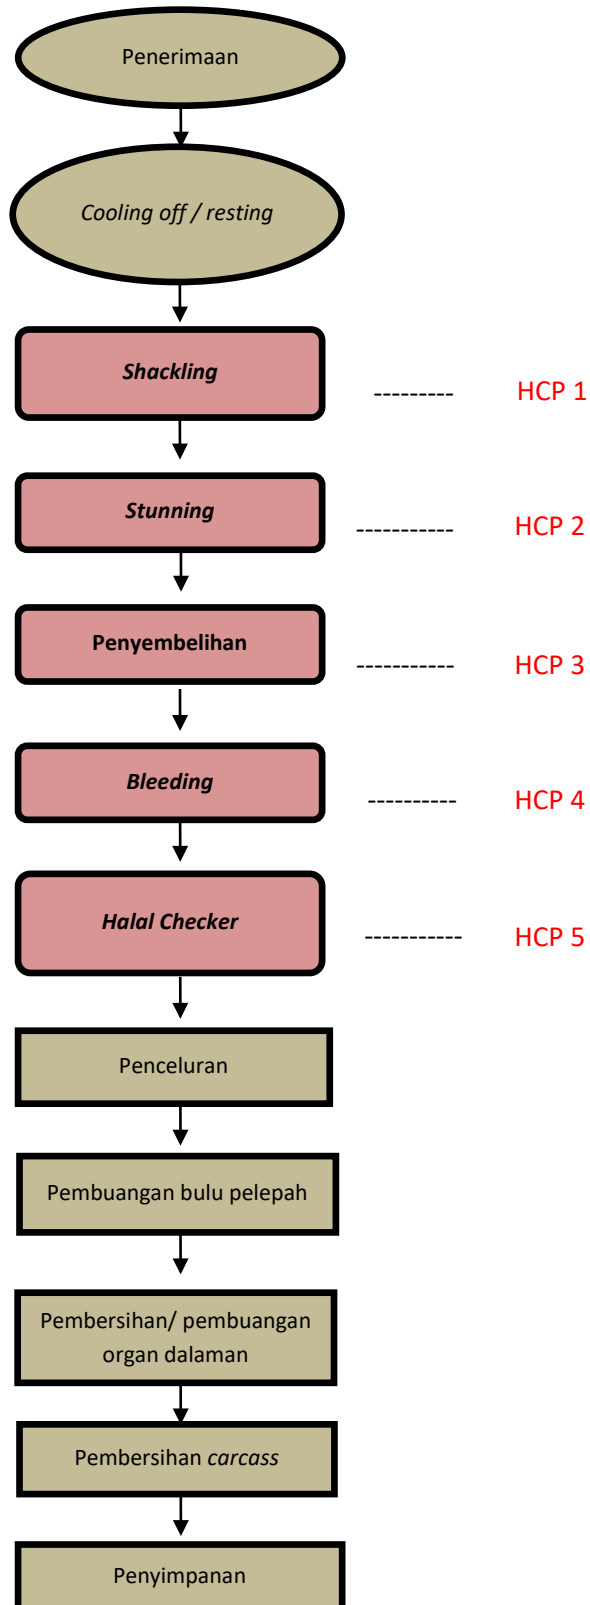 Penerimaan
Cooling off / resting
Shackling
--------- HCP 1
Stunning
---------- HCP 2
Penyembelihan
---------- HCP 3
Bleeding
--------- HCP 4
Halal Checker
---------- HCP 5
Penceluran
Pembuangan bulu pelepah
Pembersihan/ pembuangan
organ dalaman
Pembersihan carcass
Penyimpanan